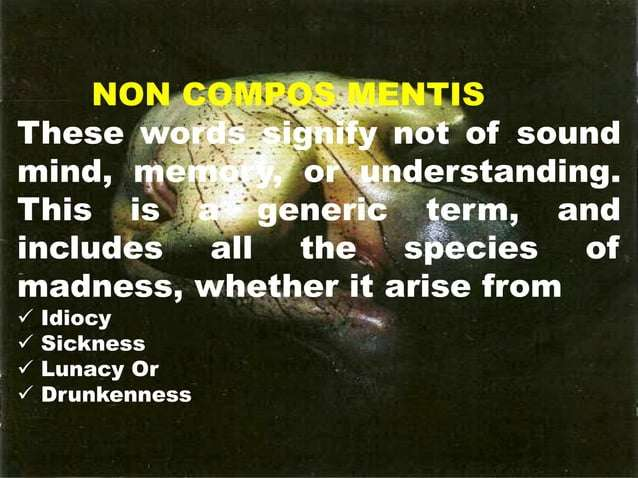 NON COMPOS MENTIS
These words signify not of sound
mind, memory, or understanding.
This is a generic term, and
includes all the species of
madness, whether it arise from
✓ Idiocy
✓ Sickness
✓ Lunacy Or
✓ Drunkenness